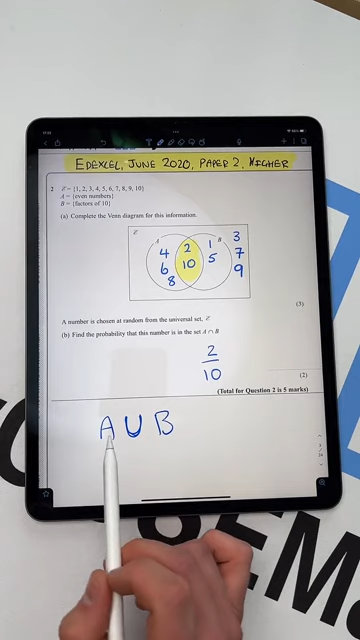 EDEXCEL, JUNE 2020, PAPER 2, HIGHER
2 ℰ = {1, 2, 3, 4, 5, 6, 7, 8, 9, 10}
A = {even numbers}
B = {factors of 10}
(a) Complete the Venn diagram for this information.
ℰ
A B
4 2 1 3
6 10 5 7
8 9
(3)
A number is chosen at random from the universal set, ℰ
(b) Find the probability that this number is in the set A ∩ B
2
10
(2)
(Total for Question 2 is 5 marks)
A U B